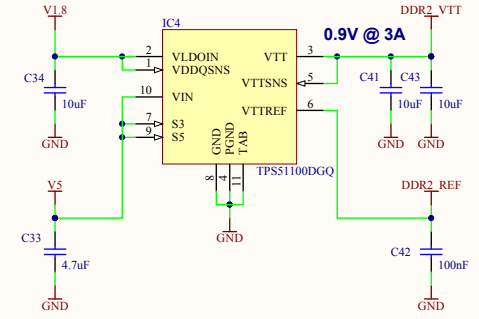 V1.8
IC4
DDR2_VTT
0.9V @ 3A
2 VLDOIN VTT 3
1 VDDQSNS
VTTSNS 5
C34
10uF
C41 C43
10uF 10uF
10 VIN VTTREF 6
7 S3
9 S5
GND
GND GND
GND PGND TAB
TPS51100DGQ
8 4 11
V5
GND
DDR2_REF
C33
4.7uF
C42
100nF
GND
GND